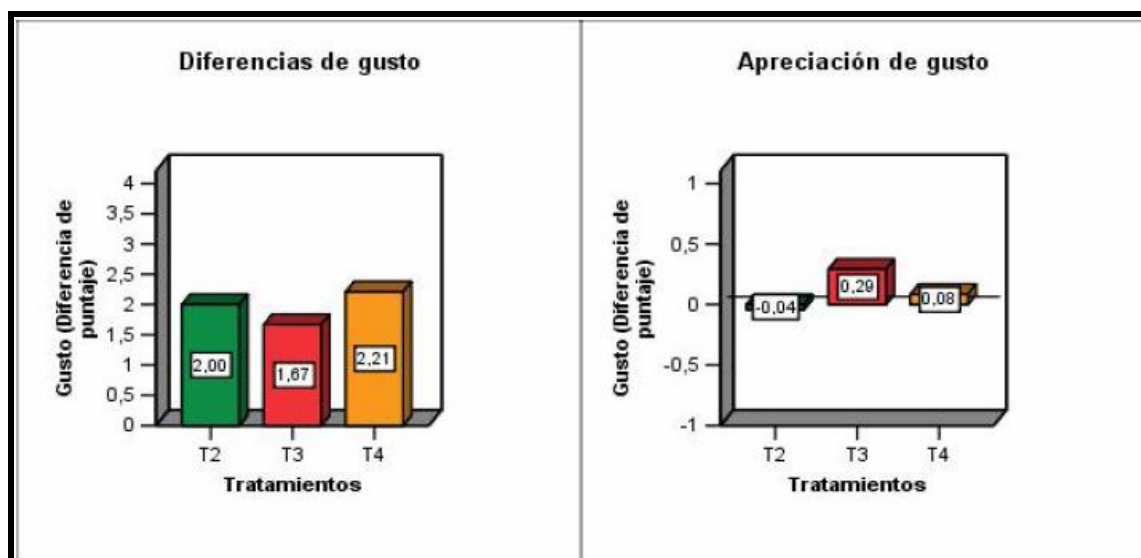 Diferencias de gusto
Gusto (Diferencia de
puntaje)
4
3,5
3
2,5
2
1,5
1
0,5
0
2,00
1,67
2,21
T2
T3
T4
Tratamientos
Apreciación de gusto
Gusto (Diferencia de
puntaje)
1
0,5
0
-0,5
-1
-0,04
0,29
0,08
T2
T3
T4
Tratamientos